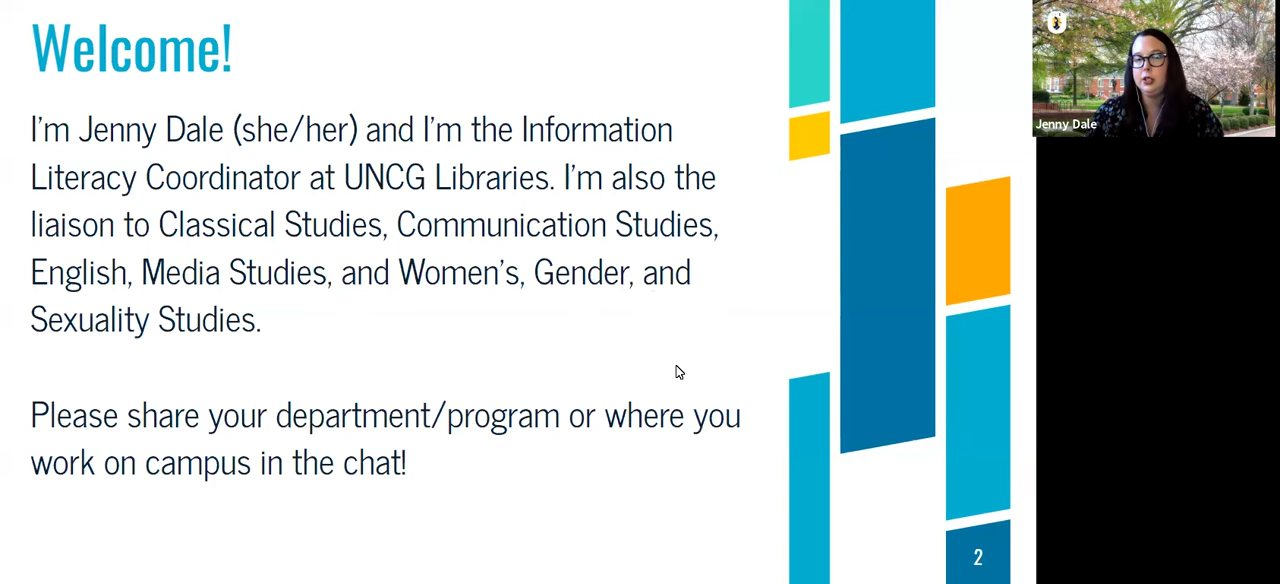 Welcome!
I'm Jenny Dale (she/her) and I'm the Information
Literacy Coordinator at UNCG Libraries. I'm also the
liaison to Classical Studies, Communication Studies,
English, Media Studies, and Women's, Gender, and
Sexuality Studies.
Please share your department/program or where you
work on campus in the chat!
2
Jenny Dale